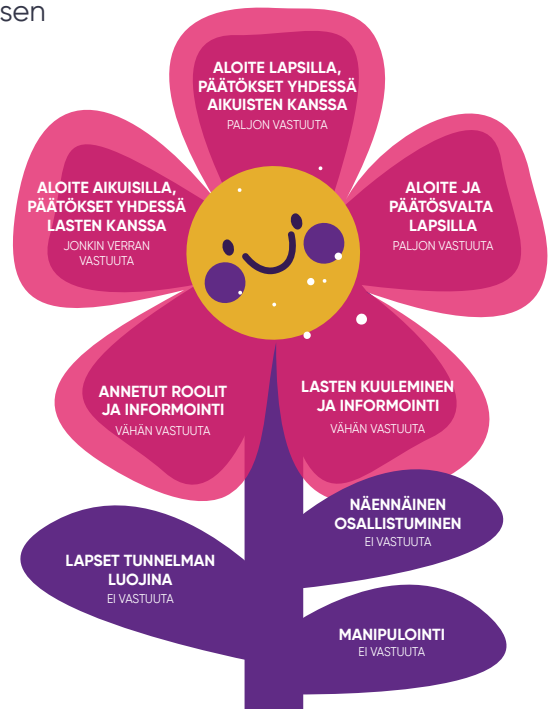 sen
ALOITE LAPSILLA,
PÄÄTÖKSET YHDESSÄ
AIKUISTEN KANSSA
PALJON VASTUUTA
ALOITE AIKUISILLA,
PÄÄTÖKSET YHDESSÄ
LASTEN KANSSA
JONKIN VERRAN
VASTUUTA
ALOITE JA
PÄÄTÖSVALTA
LAPSILLA
PALJON VASTUUTA
ANNETUT ROOLIT
JA INFORMOINTI
VÄHÄN VASTUUTA
LASTEN KUULEMINEN
JA INFORMOINTI
VÄHÄN VASTUUTA
NÄENNÄINEN
OSALLISTUMINEN
EI VASTUUTA
LAPSET TUNNELMAN
LUOJINA
EI VASTUUTA
MANIPULOINTI
EI VASTUUTA